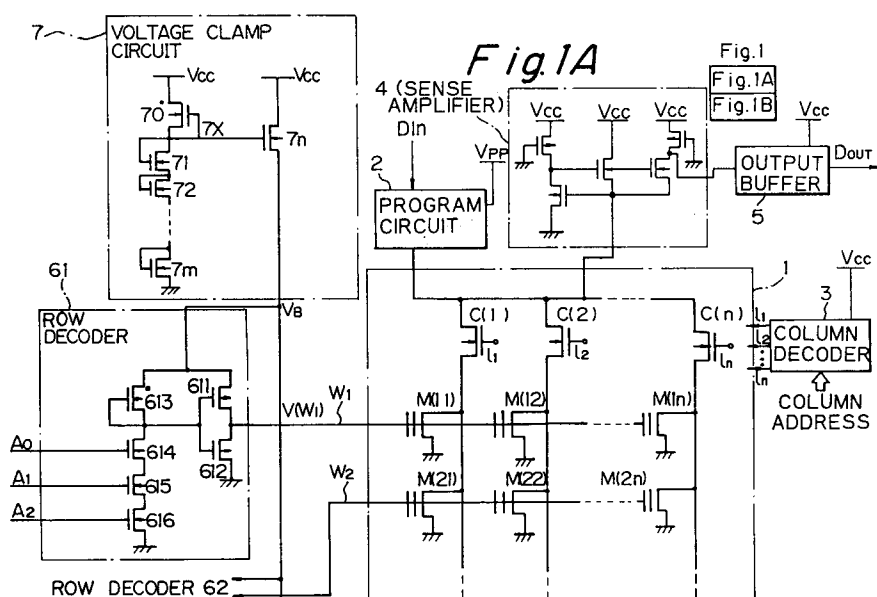 Fig. 1A
Fig. 1
Fig. 1A
Fig. 1B
7
VOLTAGE CLAMP
CIRCUIT
Vcc
Vcc
70
7X
7n
71
72
7m
4 (SENSE
AMPLIFIER)
DIn
VPP
2
PROGRAM
CIRCUIT
Vcc
Vcc
Vcc
Vcc
OUTPUT
BUFFER
5
DOUT
61
ROW
DECODER
VB
613
611
614
612
615
616
A0
A1
A2
V(W1)
W1
W2
C(1)
l1
C(2)
l2
C(n)
ln
1
Vcc
l1
l2
ln
3
COLUMN
DECODER
COLUMN
ADDRESS
M(11)
M(12)
M(1n)
M(21)
M(22)
M(2n)
ROW DECODER 62